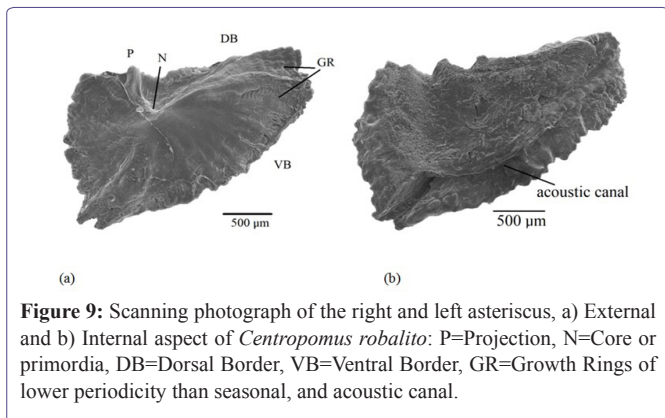 DB
P
N
GR
VB
500 µm
acoustic canal
500 µm
(a)
(b)
Figure 9: Scanning photograph of the right and left asteriscus, a) External
and b) Internal aspect of Centropomus robalito: P=Projection, N=Core or
primordia, DB=Dorsal Border, VB=Ventral Border, GR=Growth Rings of
lower periodicity than seasonal, and acoustic canal.